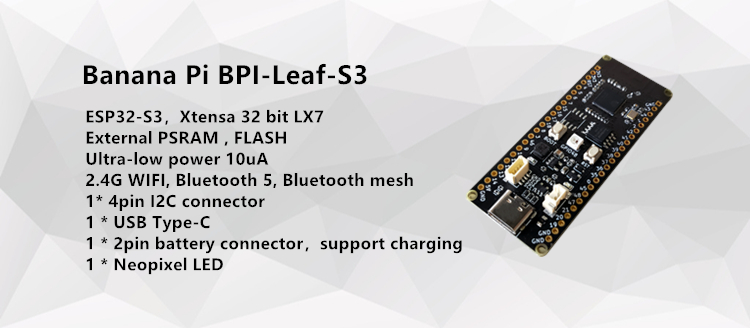 Banana Pi BPI-Leaf-S3
ESP32-S3，Xtensa 32 bit LX7
External PSRAM , FLASH
Ultra-low power 10uA
2.4G WIFI, Bluetooth 5, Bluetooth mesh
1* 4pin I2C connector
1 * USB Type-C
1 * 2pin battery connector，support charging
1 * Neopixel LED